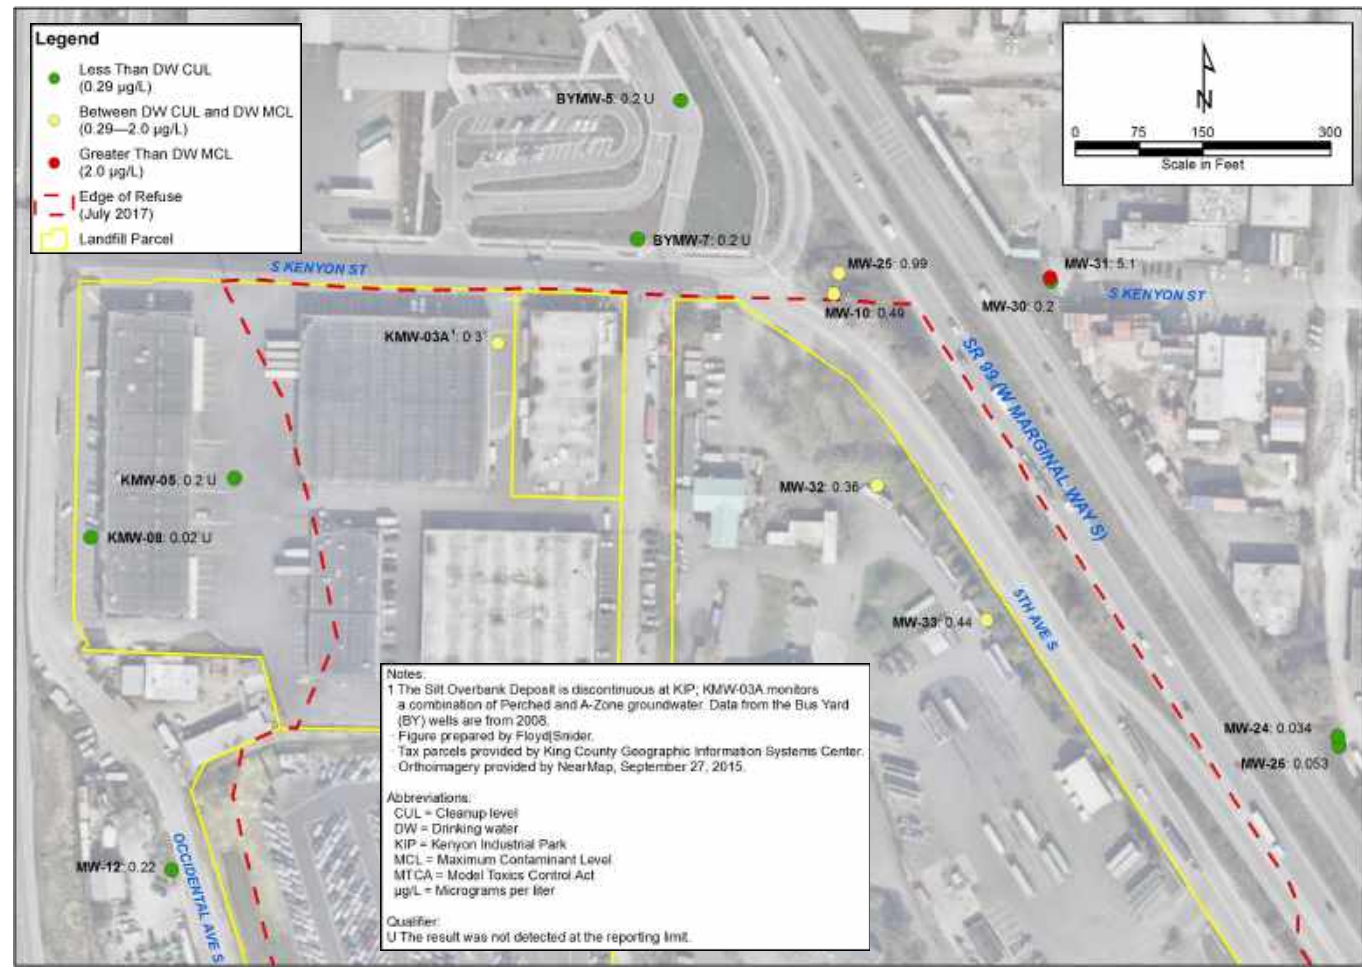 Legend
Less Than DW CUL
(0.29 µg/L)
Between DW CUL and DW MCL
(0.29—2.0 µg/L)
Greater Than DW MCL
(2.0 µg/L)
Edge of Refuse
(July 2017)
Landfill Parcel
N
0 75 150 300
Scale in Feet
BYMW-5: 0.2 U
BYMW-7: 0.2 U
S KENYON ST
MW-25: 0.99
MW-31: 5.1
S KENYON ST
MW-30: 0.2
MW-10: 0.49
KMW-03A¹: 0.3
SR 99 (W MARGINAL WAY S)
KMW-05: 0.2 U
MW-32: 0.36
KMW-08: 0.02 U
5TH AVE S
MW-33: 0.44
MW-24: 0.034
MW-26: 0.053
MW-12: 0.22
OCCIDENTAL AVE S
Notes:
1 The Silt Overbank Deposit is discontinuous at KIP; KMW-03A monitors
a combination of Perched and A-Zone groundwater. Data from the Bus Yard
(BY) wells are from 2008.
· Figure prepared by Floyd|Snider.
· Tax parcels provided by King County Geographic Information Systems Center.
· Orthoimagery provided by NearMap, September 27, 2015.
Abbreviations:
CUL = Cleanup level
DW = Drinking water
KIP = Kenyon Industrial Park
MCL = Maximum Contaminant Level
MTCA = Model Toxics Control Act
µg/L = Micrograms per liter
Qualifier:
U The result was not detected at the reporting limit.